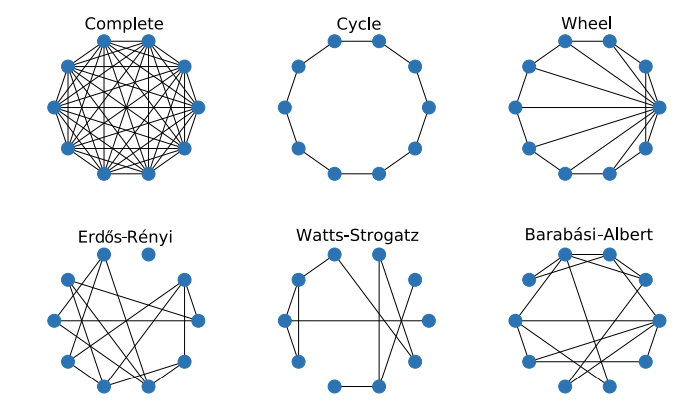 Complete
Cycle
Wheel
Erdős-Rényi
Watts-Strogatz
Barabási-Albert